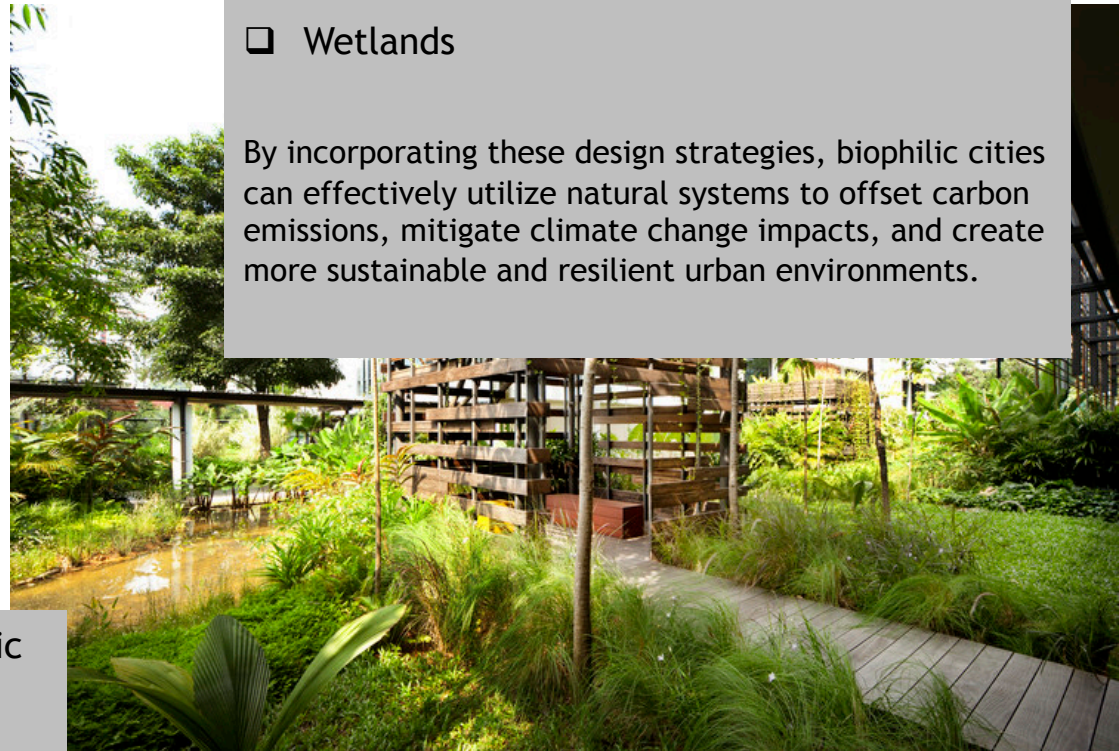 ❑ Wetlands
By incorporating these design strategies, biophilic cities
can effectively utilize natural systems to offset carbon
emissions, mitigate climate change impacts, and create
more sustainable and resilient urban environments.
ic